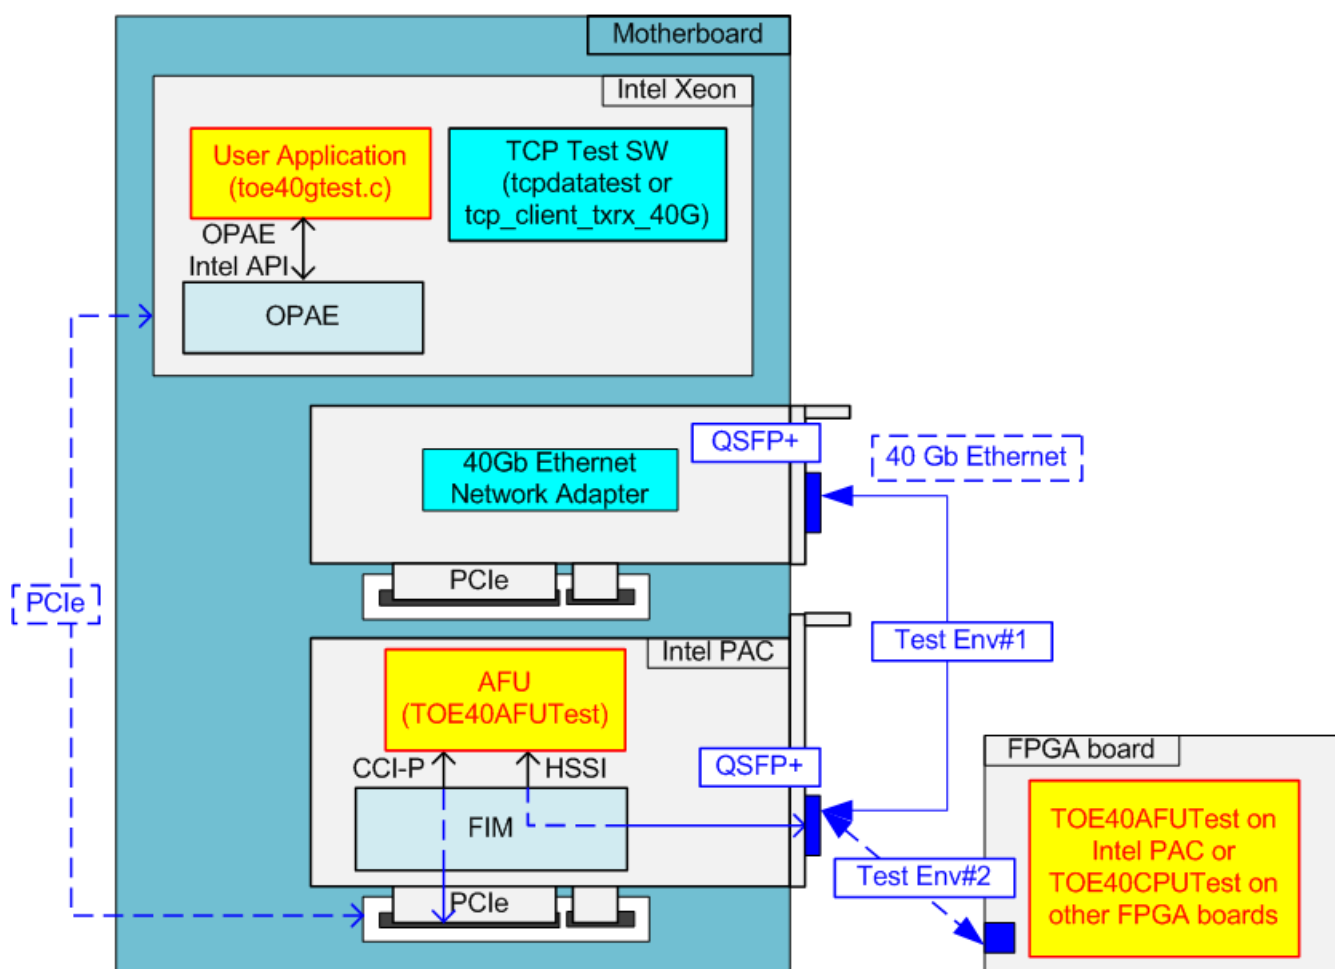 Motherboard
Intel Xeon
User Application
(toe40gtest.c)
TCP Test SW
(tcpdatatest or
tcp_client_txrx_40G)
OPAE
Intel API
OPAE
QSFP+
40 Gb Ethernet
40Gb Ethernet
Network Adapter
PCIe
PCIe
Test Env#1
Intel PAC
AFU
(TOE40AFUTest)
CCI-P
HSSI
QSFP+
FIM
PCIe
FPGA board
TOE40AFUTest on
Intel PAC or
TOE40CPUTest on
other FPGA boards
Test Env#2